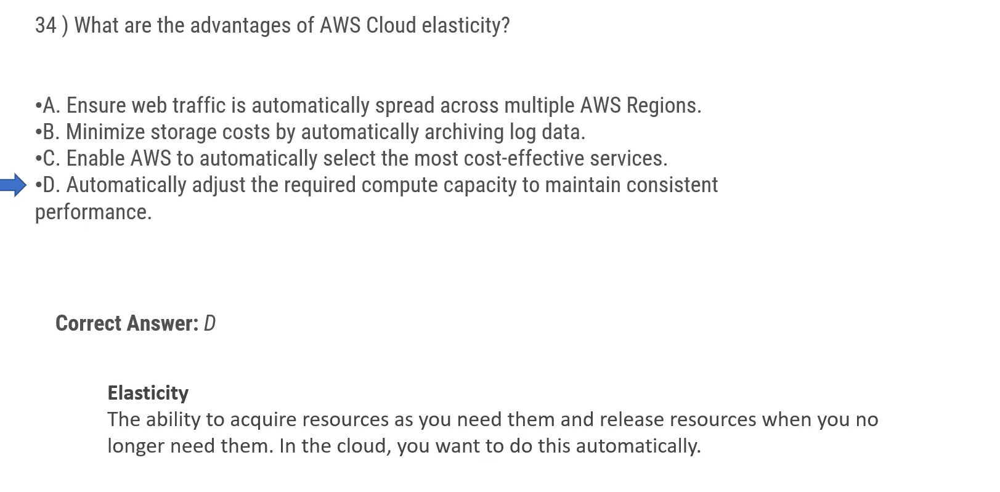 34 ) What are the advantages of AWS Cloud elasticity?
•A. Ensure web traffic is automatically spread across multiple AWS Regions.
•B. Minimize storage costs by automatically archiving log data.
•C. Enable AWS to automatically select the most cost-effective services.
•D. Automatically adjust the required compute capacity to maintain consistent
performance.
Correct Answer: D
Elasticity
The ability to acquire resources as you need them and release resources when you no
longer need them. In the cloud, you want to do this automatically.